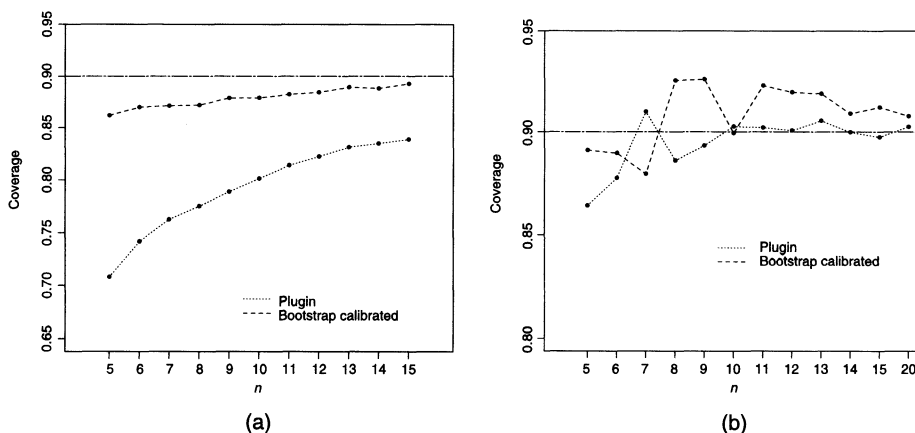 0.95
0.90
0.85
0.80
0.75
0.70
0.65
Coverage
Plugin
Bootstrap calibrated
5 6 7 8 9 10 11 12 13 14 15
n
(a)
0.95
0.90
0.85
0.80
Coverage
Plugin
Bootstrap calibrated
5 6 7 8 9 10 11 12 13 14 15 20
n
(b)